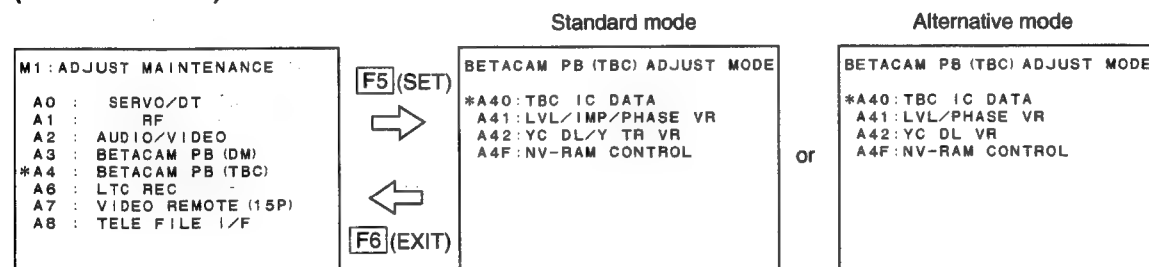 Standard mode
Alternative mode
M1:ADJUST MAINTENANCE
A0 : SERVO/DT
A1 : RF
A2 : AUDIO/VIDEO
A3 : BETACAM PB (DM)
*A4 : BETACAM PB (TBC)
A6 : LTC REC
A7 : VIDEO REMOTE (15P)
A8 : TELE FILE I/F
F5 (SET)
F6 (EXIT)
BETACAM PB (TBC) ADJUST MODE
*A40:TBC IC DATA
A41:LVL/IMP/PHASE VR
A42:YC DL/Y TR VR
A4F:NV-RAM CONTROL
or
BETACAM PB (TBC) ADJUST MODE
*A40:TBC IC DATA
A41:LVL/PHASE VR
A42:YC DL VR
A4F:NV-RAM CONTROL